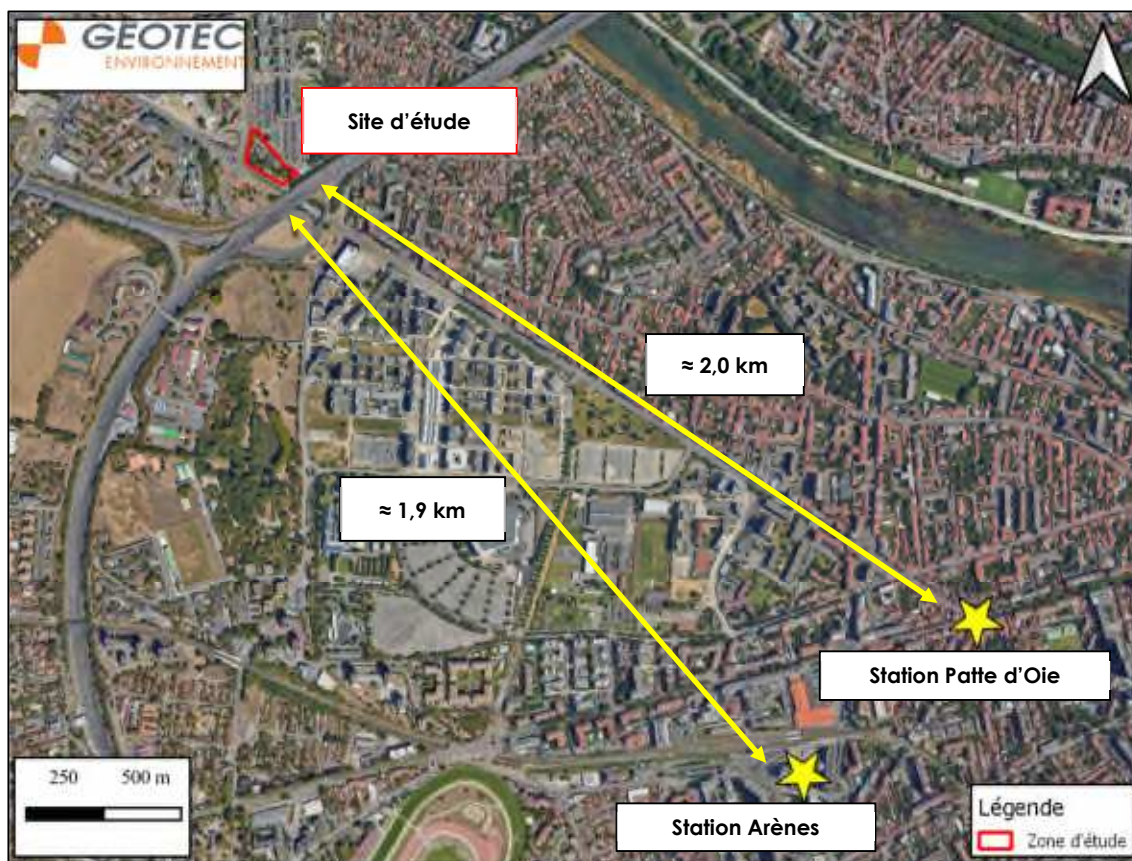 GEOTEC
ENVIRONNEMENT
Site d'étude
≈ 2,0 km
≈ 1,9 km
Station Patte d'Oie
250 500 m
Station Arènes
Légende
Zone d'étude